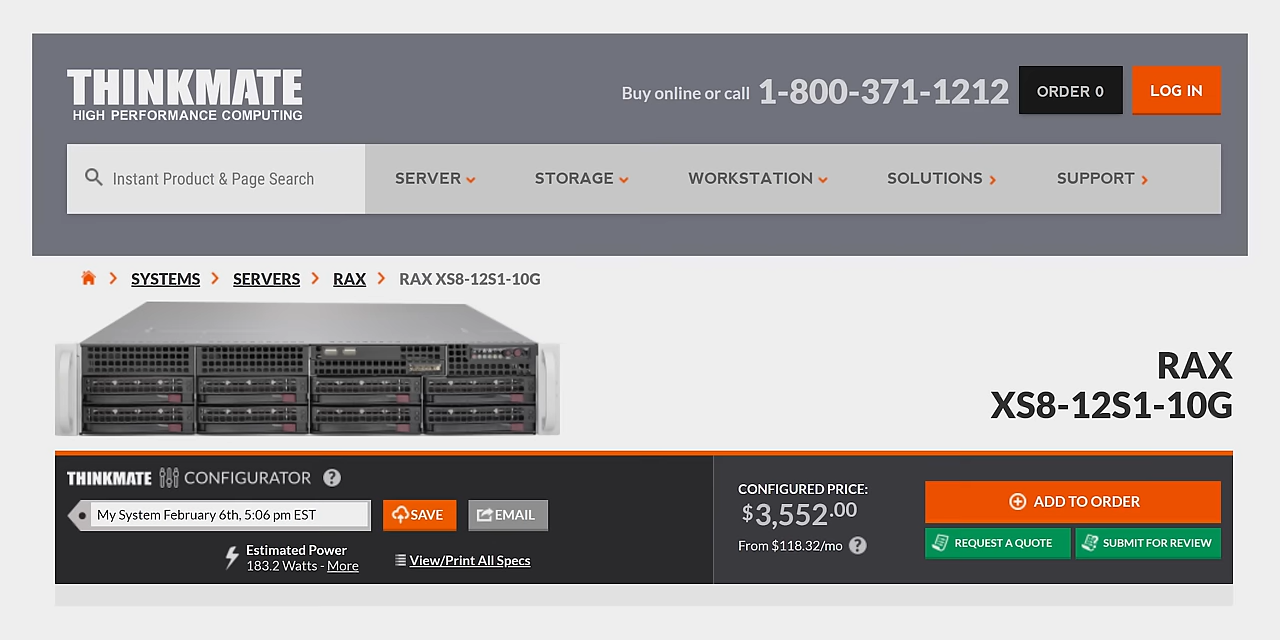 THINKMATE
HIGH PERFORMANCE COMPUTING
Buy online or call 1-800-371-1212
ORDER 0
LOG IN
Instant Product & Page Search
SERVER
STORAGE
WORKSTATION
SOLUTIONS
SUPPORT
SYSTEMS
SERVERS
RAX
RAX XS8-12S1-10G
RAX
XS8-12S1-10G
THINKMATE CONFIGURATOR ?
My System February 6th, 5:06 pm EST
SAVE
EMAIL
Estimated Power
183.2 Watts - More
View/Print All Specs
CONFIGURED PRICE:
$3,552.00
From $118.32/mo ?
ADD TO ORDER
REQUEST A QUOTE
SUBMIT FOR REVIEW